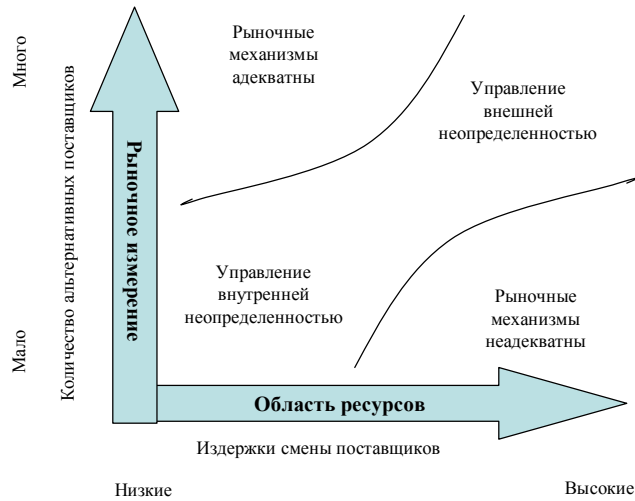 Много
Мало
Количество альтернативных поставщиков
Рыночное измерение
Рыночные
механизмы
адекватны
Управление
внешней
неопределенностью
Управление
внутренней
неопределенностью
Рыночные
механизмы
неадекватны
Область ресурсов
Издержки смены поставщиков
Низкие
Высокие